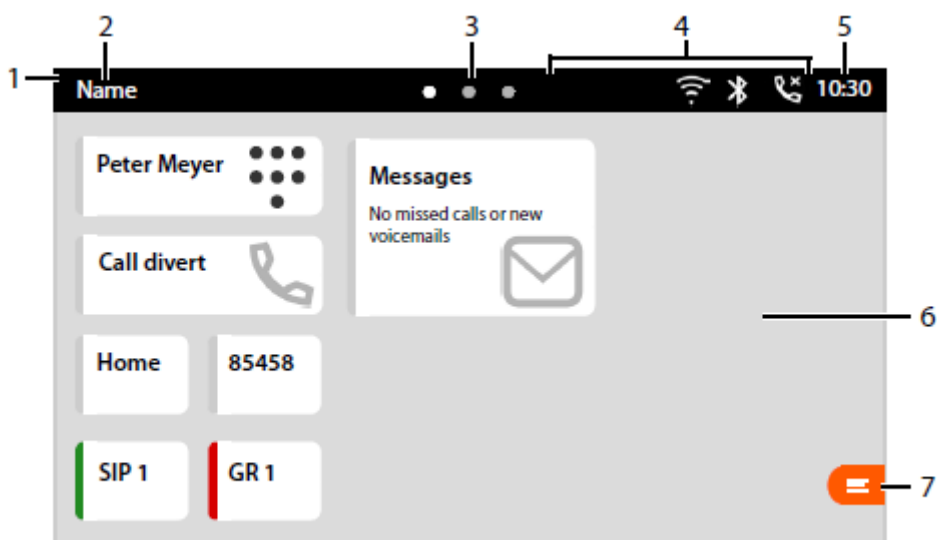 2 3 4 5
1
Name 10:30
Peter Meyer
Messages
No missed calls or new
voicemails
Call divert
6
Home 85458
SIP 1 GR 1
7